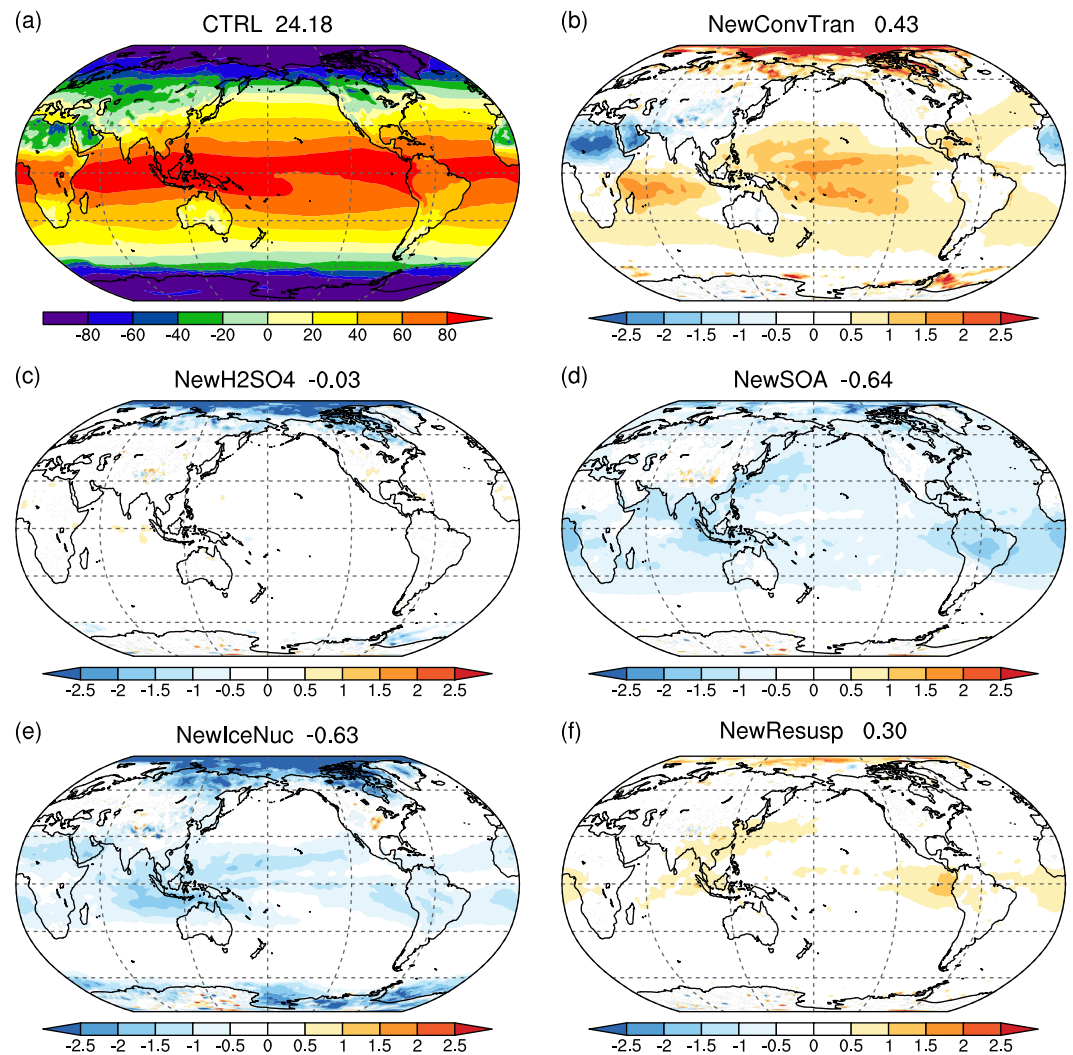 (a) CTRL 24.18
(b) NewConvTran 0.43
-80 -60 -40 -20 0 20 40 60 80
-2.5 -2 -1.5 -1 -0.5 0 0.5 1 1.5 2 2.5
(c) NewH2SO4 -0.03
(d) NewSOA -0.64
-2.5 -2 -1.5 -1 -0.5 0 0.5 1 1.5 2 2.5
-2.5 -2 -1.5 -1 -0.5 0 0.5 1 1.5 2 2.5
(e) NewIceNuc -0.63
(f) NewResusp 0.30
-2.5 -2 -1.5 -1 -0.5 0 0.5 1 1.5 2 2.5
-2.5 -2 -1.5 -1 -0.5 0 0.5 1 1.5 2 2.5